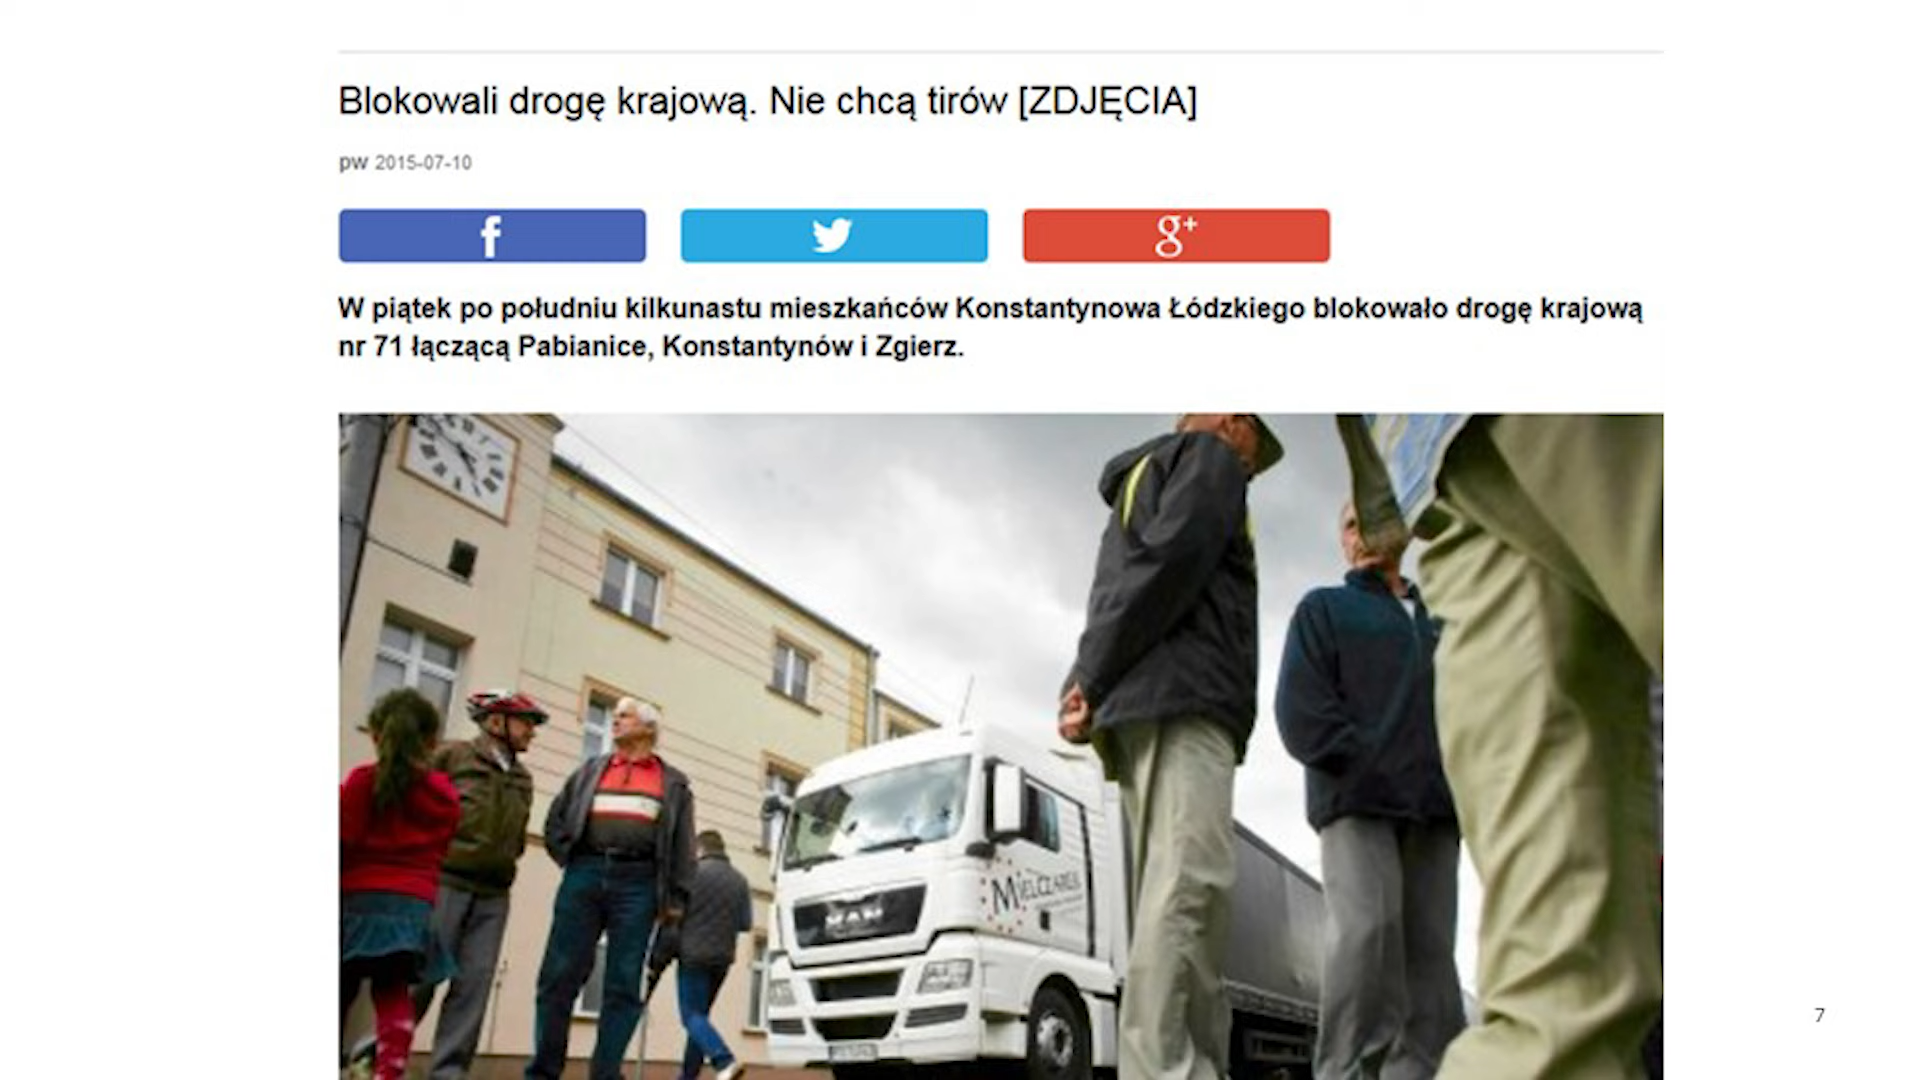 Blokowali drogę krajową. Nie chcą tirów [ZDJĘCIA]
pw 2015-07-10
f
g+
W piątek po południu kilkunastu mieszkańców Konstantynowa Łódzkiego blokowało drogę krajową
nr 71 łączącą Pabianice, Konstantynów i Zgierz.
MIELCZAREK
MAN
7